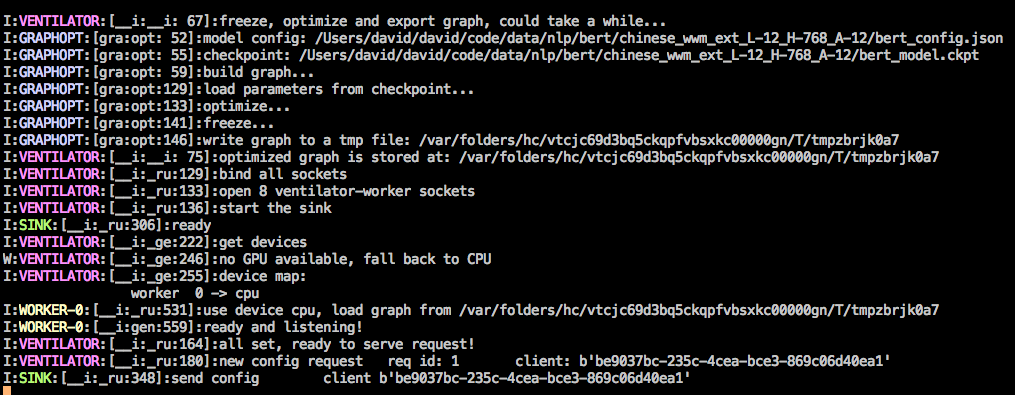 I:VENTILATOR:[__i:__i: 67]:freeze, optimize and export graph, could take a while...
I:GRAPHOPT:[gra:opt: 52]:model config: /Users/david/david/code/data/nlp/bert/chinese_wwm_ext_L-12_H-768_A-12/bert_config.json
I:GRAPHOPT:[gra:opt: 55]:checkpoint: /Users/david/david/code/data/nlp/bert/chinese_wwm_ext_L-12_H-768_A-12/bert_model.ckpt
I:GRAPHOPT:[gra:opt: 59]:build graph...
I:GRAPHOPT:[gra:opt:129]:load parameters from checkpoint...
I:GRAPHOPT:[gra:opt:133]:optimize...
I:GRAPHOPT:[gra:opt:141]:freeze...
I:GRAPHOPT:[gra:opt:146]:write graph to a tmp file: /var/folders/hc/vtcjc69d3bq5ckqpfvbsxkc00000gn/T/tmpzbrjk0a7
I:VENTILATOR:[__i:__i: 75]:optimized graph is stored at: /var/folders/hc/vtcjc69d3bq5ckqpfvbsxkc00000gn/T/tmpzbrjk0a7
I:VENTILATOR:[__i:_ru:129]:bind all sockets
I:VENTILATOR:[__i:_ru:133]:open 8 ventilator-worker sockets
I:VENTILATOR:[__i:_ru:136]:start the sink
I:SINK:[__i:_ru:306]:ready
I:VENTILATOR:[__i:_ge:222]:get devices
W:VENTILATOR:[__i:_ge:246]:no GPU available, fall back to CPU
I:VENTILATOR:[__i:_ge:255]:device map:
worker  0 -> cpu
I:WORKER-0:[__i:_ru:531]:use device cpu, load graph from /var/folders/hc/vtcjc69d3bq5ckqpfvbsxkc00000gn/T/tmpzbrjk0a7
I:WORKER-0:[__i:gen:559]:ready and listening!
I:VENTILATOR:[__i:_ru:164]:all set, ready to serve request!
I:VENTILATOR:[__i:_ru:180]:new config request   req id: 1       client: b'be9037bc-235c-4cea-bce3-869c06d40ea1'
I:SINK:[__i:_ru:348]:send config        client b'be9037bc-235c-4cea-bce3-869c06d40ea1'